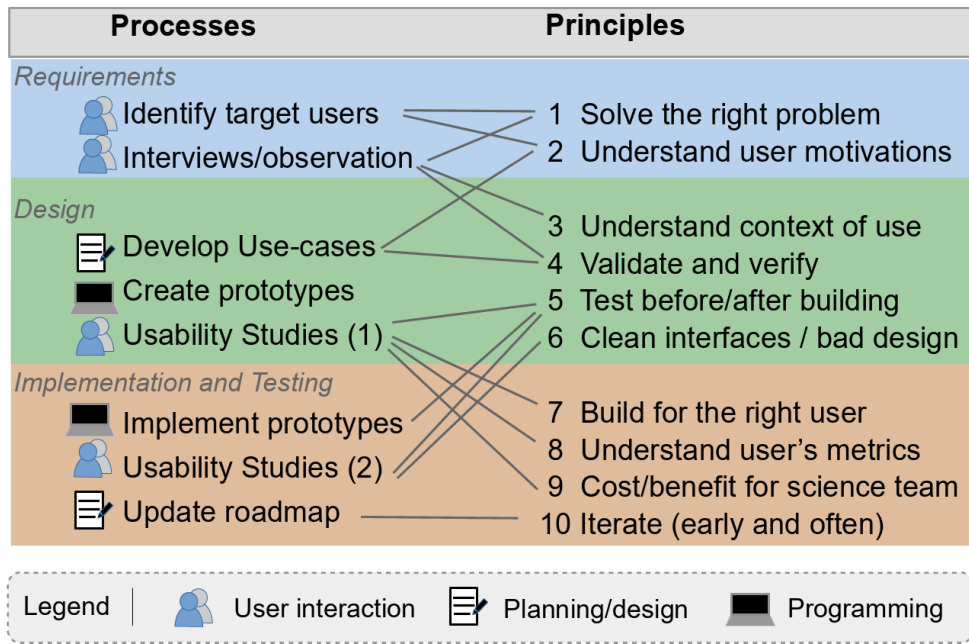 Processes Principles
Requirements
Identify target users 1 Solve the right problem
Interviews/observation 2 Understand user motivations
Design
3 Understand context of use
Develop Use-cases 4 Validate and verify
Create prototypes 5 Test before/after building
Usability Studies (1) 6 Clean interfaces / bad design
Implementation and Testing
Implement prototypes 7 Build for the right user
8 Understand user's metrics
Usability Studies (2) 9 Cost/benefit for science team
Update roadmap 10 Iterate (early and often)
Legend User interaction Planning/design Programming